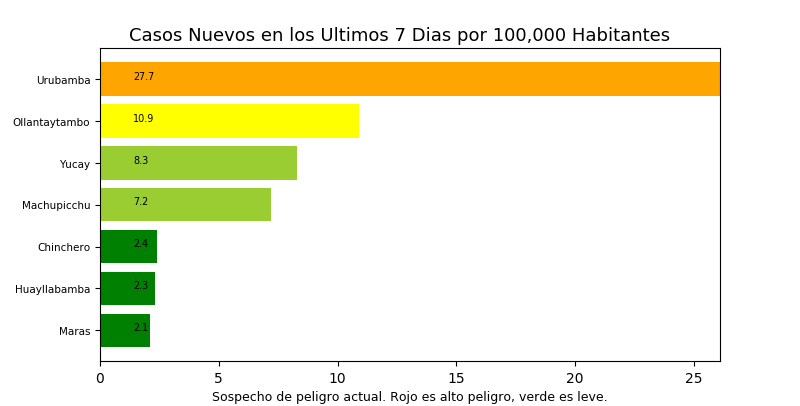 Casos Nuevos en los Ultimos 7 Dias por 100,000 Habitantes
Urubamba 27.7
Ollantaytambo 10.9
Yucay 8.3
Machupicchu 7.2
Chinchero 2.4
Huayllabamba 2.3
Maras 2.1
0 5 10 15 20 25
Sospecho de peligro actual. Rojo es alto peligro, verde es leve.